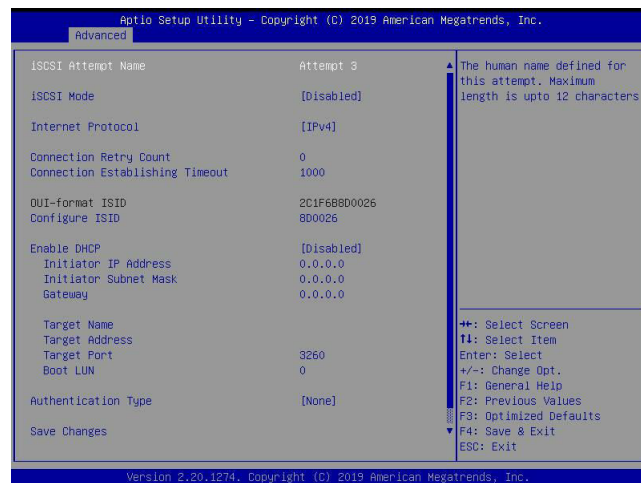 Aptio Setup Utility – Copyright (C) 2019 American Megatrends, Inc.
Advanced
iSCSI Attempt Name Attempt 3
iSCSI Mode [Disabled]
Internet Protocol [IPv4]
Connection Retry Count 0
Connection Establishing Timeout 1000
OUI-format ISID 2C1F6B8D0026
Configure ISID 8D0026
Enable DHCP [Disabled]
Initiator IP Address 0.0.0.0
Initiator Subnet Mask 0.0.0.0
Gateway 0.0.0.0
Target Name
Target Address
Target Port 3260
Boot LUN 0
Authentication Type [None]
Save Changes
The human name defined for
this attempt. Maximum
length is upto 12 characters
→←: Select Screen
↑↓: Select Item
Enter: Select
+/-: Change Opt.
F1: General Help
F2: Previous Values
F3: Optimized Defaults
F4: Save & Exit
ESC: Exit
Version 2.20.1274. Copyright (C) 2019 American Megatrends, Inc.